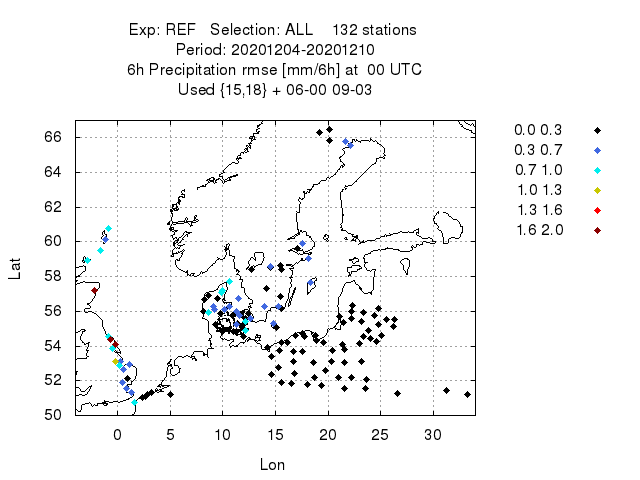 Exp: REF Selection: ALL 132 stations
Period: 20201204-20201210
6h Precipitation rmse [mm/6h] at 00 UTC
Used {15,18} + 06-00 09-03
66
64
62
60
58
56
54
52
50
Lat
0 5 10 15 20 25 30
Lon
0.0 0.3
0.3 0.7
0.7 1.0
1.0 1.3
1.3 1.6
1.6 2.0